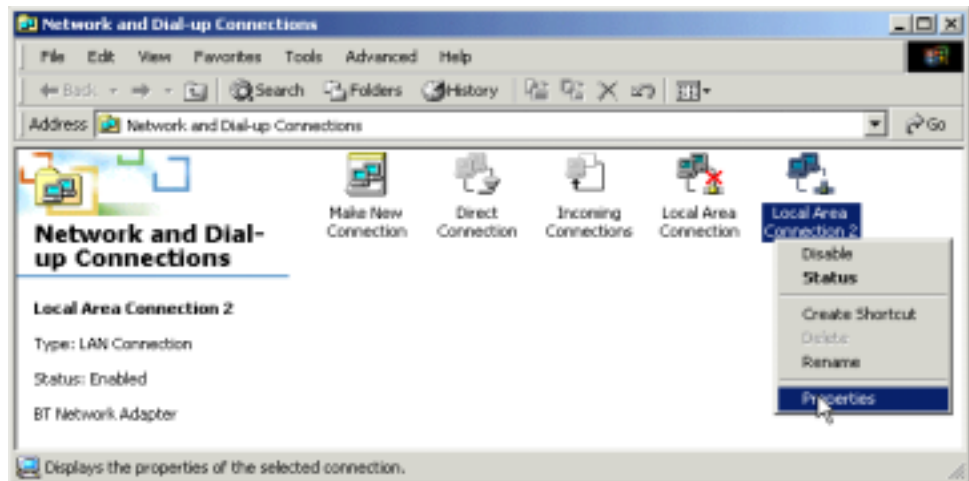 Network and Dial-up Connections
File Edit View Favorites Tools Advanced Help
Back Search Folders History
Address Network and Dial-up Connections Go
Make New Connection
Direct Connection
Incoming Connections
Local Area Connection
Local Area Connection 2
Network and Dial-
up Connections
Local Area Connection 2
Type: LAN Connection
Status: Enabled
BT Network Adapter
Disable
Status
Create Shortcut
Delete
Rename
Properties
Displays the properties of the selected connection.